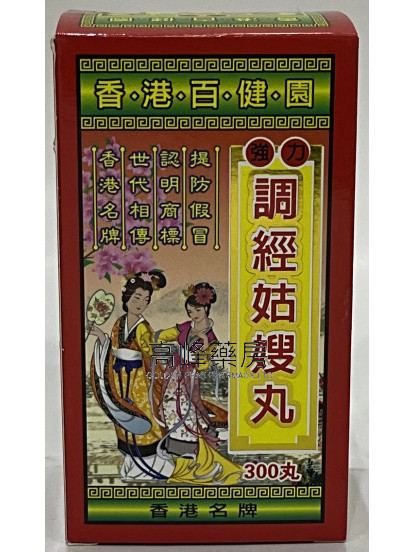 香·港·百·健·園
強力
調經姑嫂丸
提防假冒
認明商標
世代相傳
香港名牌
高峰藥房
300丸
香港名牌